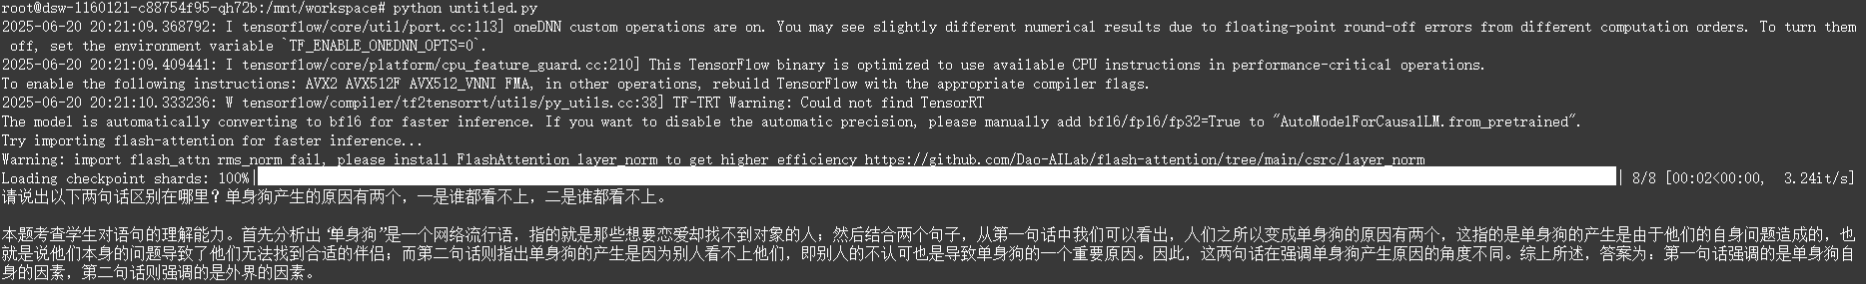 root@dsw-1160121-c88754f95-qh72b:/mnt/workspace# python untitled.py
2025-06-20 20:21:09.368792: I tensorflow/core/util/port.cc:113] oneDNN custom operations are on. You may see slightly different numerical results due to floating-point round-off errors from different computation orders. To turn them
 off, set the environment variable `TF_ENABLE_ONEDNN_OPTS=0`.
2025-06-20 20:21:09.409441: I tensorflow/core/platform/cpu_feature_guard.cc:210] This TensorFlow binary is optimized to use available CPU instructions in performance-critical operations.
To enable the following instructions: AVX2 AVX512F AVX512_VNNI FMA, in other operations, rebuild TensorFlow with the appropriate compiler flags.
2025-06-20 20:21:10.333236: W tensorflow/compiler/tf2tensorrt/utils/py_utils.cc:38] TF-TRT Warning: Could not find TensorRT
The model is automatically converting to bf16 for faster inference. If you want to disable the automatic precision, please manually add bf16/fp16/fp32=True to "AutoModelForCausalLM.from_pretrained".
Try importing flash-attention for faster inference...
Warning: import flash_attn rms_norm fail, please install FlashAttention layer_norm to get higher efficiency https://github.com/Dao-AILab/flash-attention/tree/main/csrc/layer_norm
Loading checkpoint shards: 100%| | 8/8 [00:02<00:00, 3.24it/s]
请说出以下两句话区别在哪里？单身狗产生的原因有两个，一是谁都看不上，二是谁都看不上。
本题考查学生对语句的理解能力。首先分析出“单身狗”是一个网络流行语，指的就是那些想要恋爱却找不到对象的人；然后结合两个句子，从第一句话中我们可以看出，人们之所以变成单身狗的原因有两个，这指的是单身狗的产生是由于他们的自身问题造成的，也
就是说他们本身的问题导致了他们无法找到合适的伴侣；而第二句话则指出单身狗的产生是因为别人看不上他们，即别人的不认可也是导致单身狗的一个重要原因。因此，这两句话在强调单身狗产生原因的角度不同。综上所述，答案为：第一句话强调的是单身狗自
身的因素，第二句话则强调的是外界的因素。